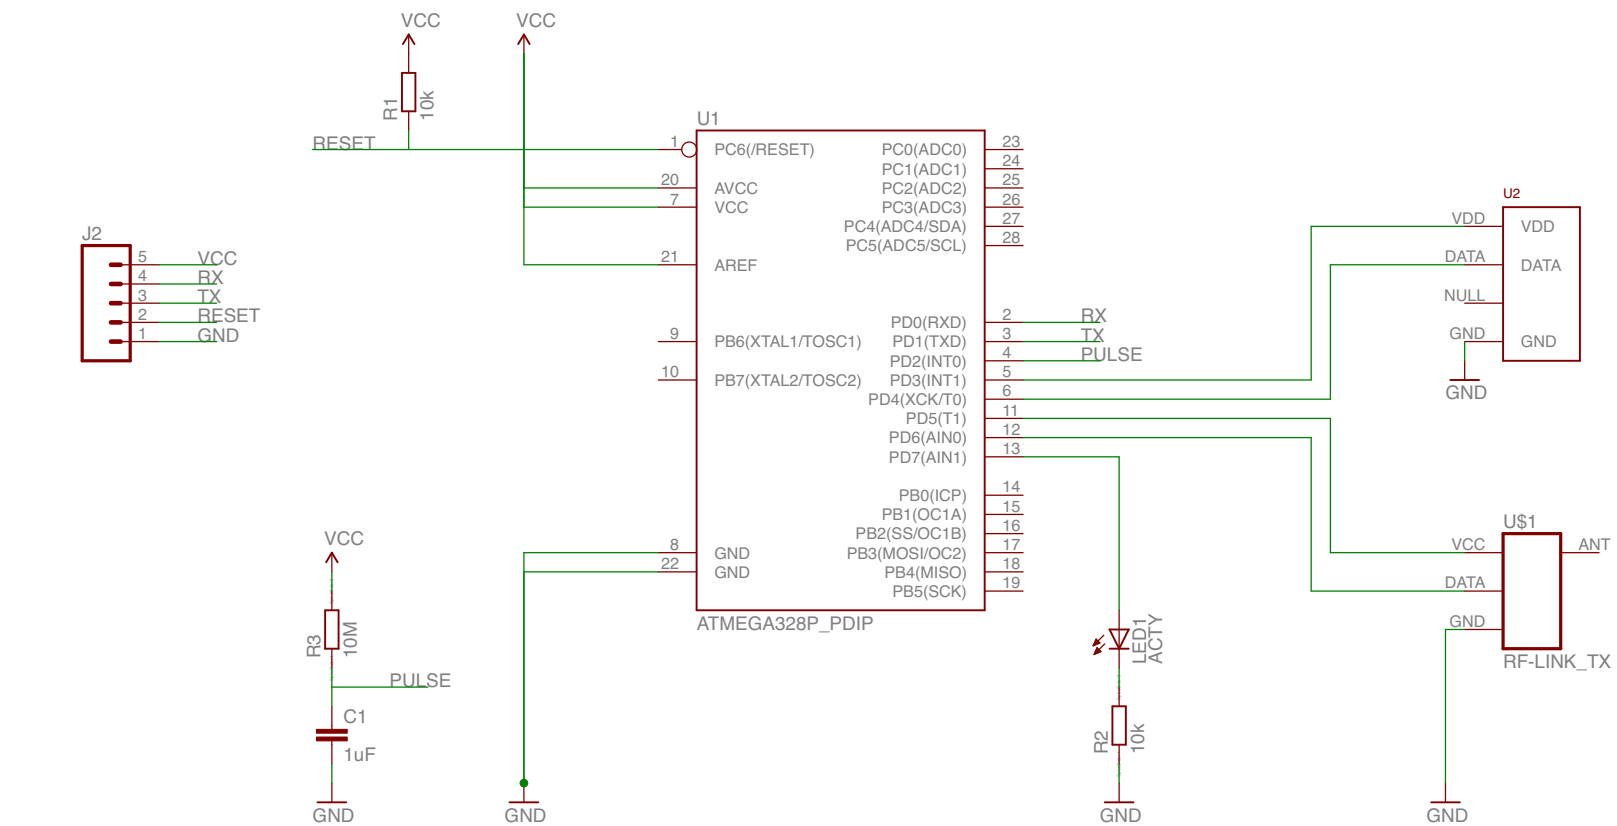 VCC
VCC
R1
10k
RESET
U1
1
PC6(/RESET)
20
AVCC
7
VCC
21
AREF
9
PB6(XTAL1/TOSC1)
10
PB7(XTAL2/TOSC2)
8
GND
22
GND
PC0(ADC0)
23
PC1(ADC1)
24
PC2(ADC2)
25
PC3(ADC3)
26
PC4(ADC4/SDA)
27
PC5(ADC5/SCL)
28
PD0(RXD)
2
RX
PD1(TXD)
3
TX
PD2(INT0)
4
PULSE
PD3(INT1)
5
PD4(XCK/T0)
6
PD5(T1)
11
PD6(AIN0)
12
PD7(AIN1)
13
PB0(ICP)
14
PB1(OC1A)
15
PB2(SS/OC1B)
16
PB3(MOSI/OC2)
17
PB4(MISO)
18
PB5(SCK)
19
ATMEGA328P_PDIP
J2
5
VCC
4
RX
3
TX
2
RESET
1
GND
VCC
R3
10M
PULSE
C1
1uF
GND
GND
LED1
ACTY
R2
10k
GND
U2
VDD
VDD
DATA
DATA
NULL
GND
GND
GND
U$1
VCC
ANT
DATA
GND
RF-LINK_TX
GND